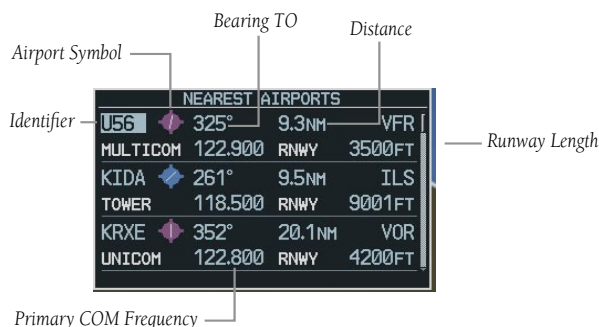 Bearing TO
Distance
Airport Symbol
NEAREST AIRPORTS
Identifier
U56 325° 9.3NM VFR
MULTICOM 122.900 RNWY 3500FT
Runway Length
KIDA 261° 9.5NM ILS
TOWER 118.500 RNWY 9001FT
KRXE 352° 20.1NM VOR
UNICOM 122.800 RNWY 4200FT
Primary COM Frequency